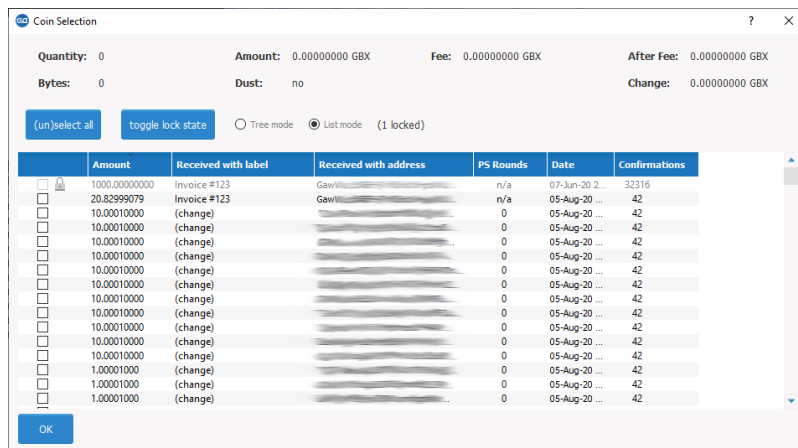 GO Coin Selection ? ×
Quantity: 0 Amount: 0.00000000 GBX Fee: 0.00000000 GBX After Fee: 0.00000000 GBX
Bytes: 0 Dust: no Change: 0.00000000 GBX
(un)select all toggle lock state Tree mode List mode (1 locked)
Amount Received with label Received with address PS Rounds Date Confirmations
1000.00000000 Invoice #123 GawV n/a 07-Jun-20 2... 32316
20.82999079 Invoice #123 GawV n/a 05-Aug-20 ... 42
10.00010000 (change) 0 05-Aug-20 ... 42
10.00010000 (change) 0 05-Aug-20 ... 42
10.00010000 (change) 0 05-Aug-20 ... 42
10.00010000 (change) 0 05-Aug-20 ... 42
10.00010000 (change) 0 05-Aug-20 ... 42
10.00010000 (change) 0 05-Aug-20 ... 42
10.00010000 (change) 0 05-Aug-20 ... 42
10.00010000 (change) 0 05-Aug-20 ... 42
10.00010000 (change) 0 05-Aug-20 ... 42
10.00010000 (change) 0 05-Aug-20 ... 42
10.00010000 (change) 0 05-Aug-20 ... 42
1.00001000 (change) 0 05-Aug-20 ... 42
1.00001000 (change) 0 05-Aug-20 ... 42
1.00001000 (change) 0 05-Aug-20 ... 42
OK